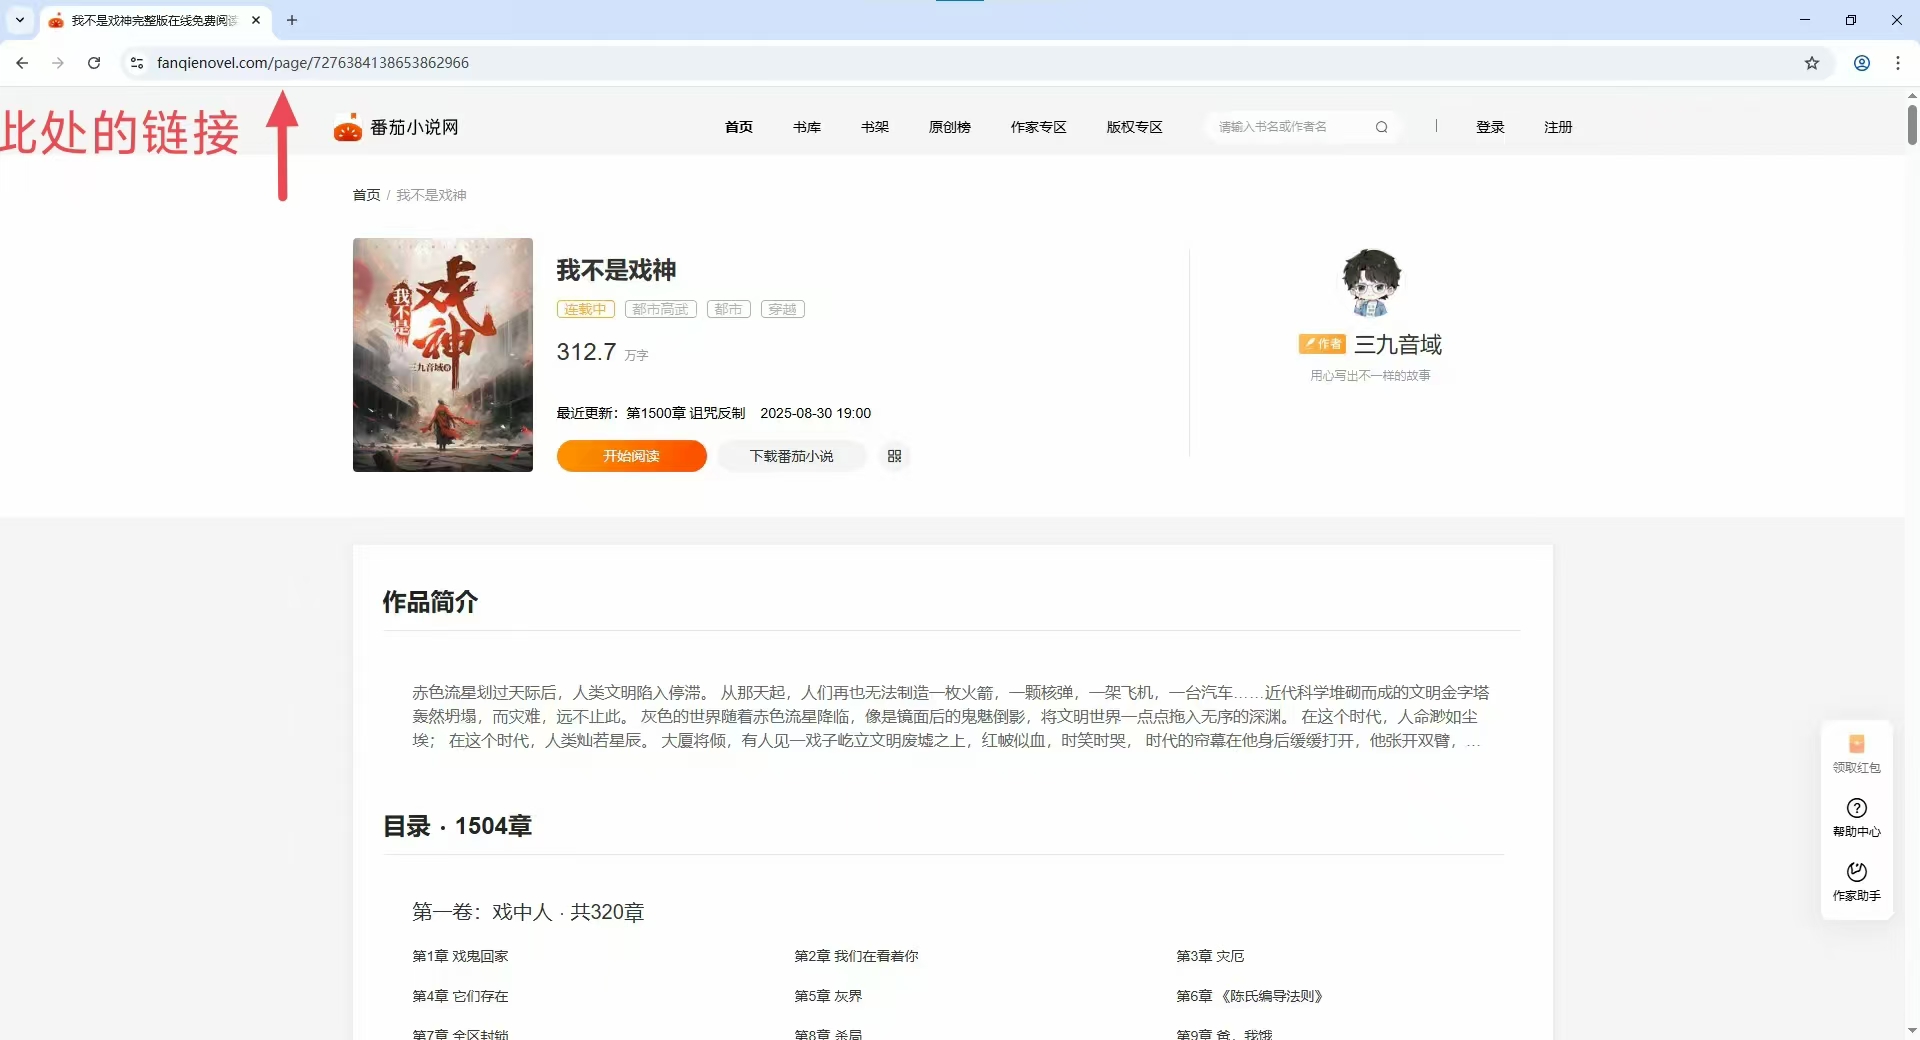 我不是戏神完整版在线免费阅读
fanqienovel.com/page/7276384138653862966
此处的链接
番茄小说网
首页
书库
书架
原创榜
作家专区
版权专区
请输入书名或作者名
登录
注册
首页 / 我不是戏神
我不是戏神
三九音域
我不是戏神
连载中 都市高武 都市 穿越
312.7 万字
最近更新：第1500章 诅咒反制 2025-08-30 19:00
开始阅读
下载番茄小说
作者 三九音域
用心写出不一样的故事
作品简介
赤色流星划过天际后，人类文明陷入停滞。 从那天起，人们再也无法制造一枚火箭，一颗核弹，一架飞机，一台汽车……近代科学堆砌而成的文明金字塔
轰然坍塌，而灾难，远不止此。 灰色的世界随着赤色流星降临，像是镜面后的鬼魅倒影，将文明世界一点点拖入无序的深渊。 在这个时代，人命渺如尘
埃； 在这个时代，人类灿若星辰。 大厦将倾，有人见一戏子屹立文明废墟之上，红帔似血，时笑时哭， 时代的帘幕在他身后缓缓打开，他张开双臂，…
目录 · 1504章
第一卷：戏中人 · 共320章
第1章 戏鬼回家
第2章 我们在看着你
第3章 灾厄
第4章 它们存在
第5章 灰界
第6章 《陈氏编导法则》
第7章 全区封锁
第8章 杀局
第9章 爸，我饿
领取红包
帮助中心
作家助手